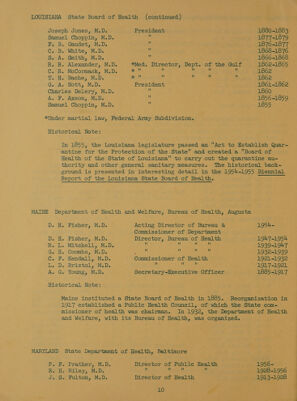 LOUISIANA State Board of Health (continued)
Joseph Jones, M.D. President 1880-1883
Samuel Choppin, M.D. " 1877-1879
F. B. Gaudet, M.D. " 1876-1877
C. B. White, M.D. " 1868-1876
S. A. Smith, M.D. " 1866-1868
R. B. Alexander, M.D. *Med. Director, Dept. of the Gulf 1862-1865
C. B. McCormack, M.D. * " " " " " 1862
T. H. Bache, M.D. * " " " " " 1862
G. A. Nott, M.D. President 1861-1862
Charles Delery, M.D. " 1860
A. F. Axson, M.D. " 1856-1859
Samuel Choppin, M.D. " 1855
*Under martial law, Federal Army Subdivision.
Historical Note:
In 1855, the Louisiana legislature passed an "Act to Establish Quar-
antine for the Protection of the State" and created a "Board of
Health of the State of Louisiana" to carry out the quarantine au-
thority and other general sanitary measures. The historical back-
ground is presented in interesting detail in the 1954-1955 Biennial
Report of the Louisiana State Board of Health.
MAINE Department of Health and Welfare, Bureau of Health, Augusta
D. H. Fisher, M.D. Acting Director of Bureau & 1954-
Commissioner of Department
D. H. Fisher, M.D. Director, Bureau of Health 1947-1954
R. L. Mitchell, M.D. " " " " 1939-1947
G. H. Coombs, M.D. " " " " 1932-1939
C. F. Kendall, M.D. Commissioner of Health 1921-1932
L. D. Bristol, M.D. " " " 1917-1921
A. G. Young, M.D. Secretary-Executive Officer 1885-1917
Historical Note:
Maine instituted a State Board of Health in 1885. Reorganization in
1917 established a Public Health Council, of which the State com-
missioner of health was chairman. In 1932, the Department of Health
and Welfare, with its Bureau of Health, was organized.
MARYLAND State Department of Health, Baltimore
P. F. Prather, M.D. Director of Public Health 1956-
R. H. Riley, M.D. " " " " 1928-1956
J. S. Fulton, M.D. Director of Health 1913-1928
10